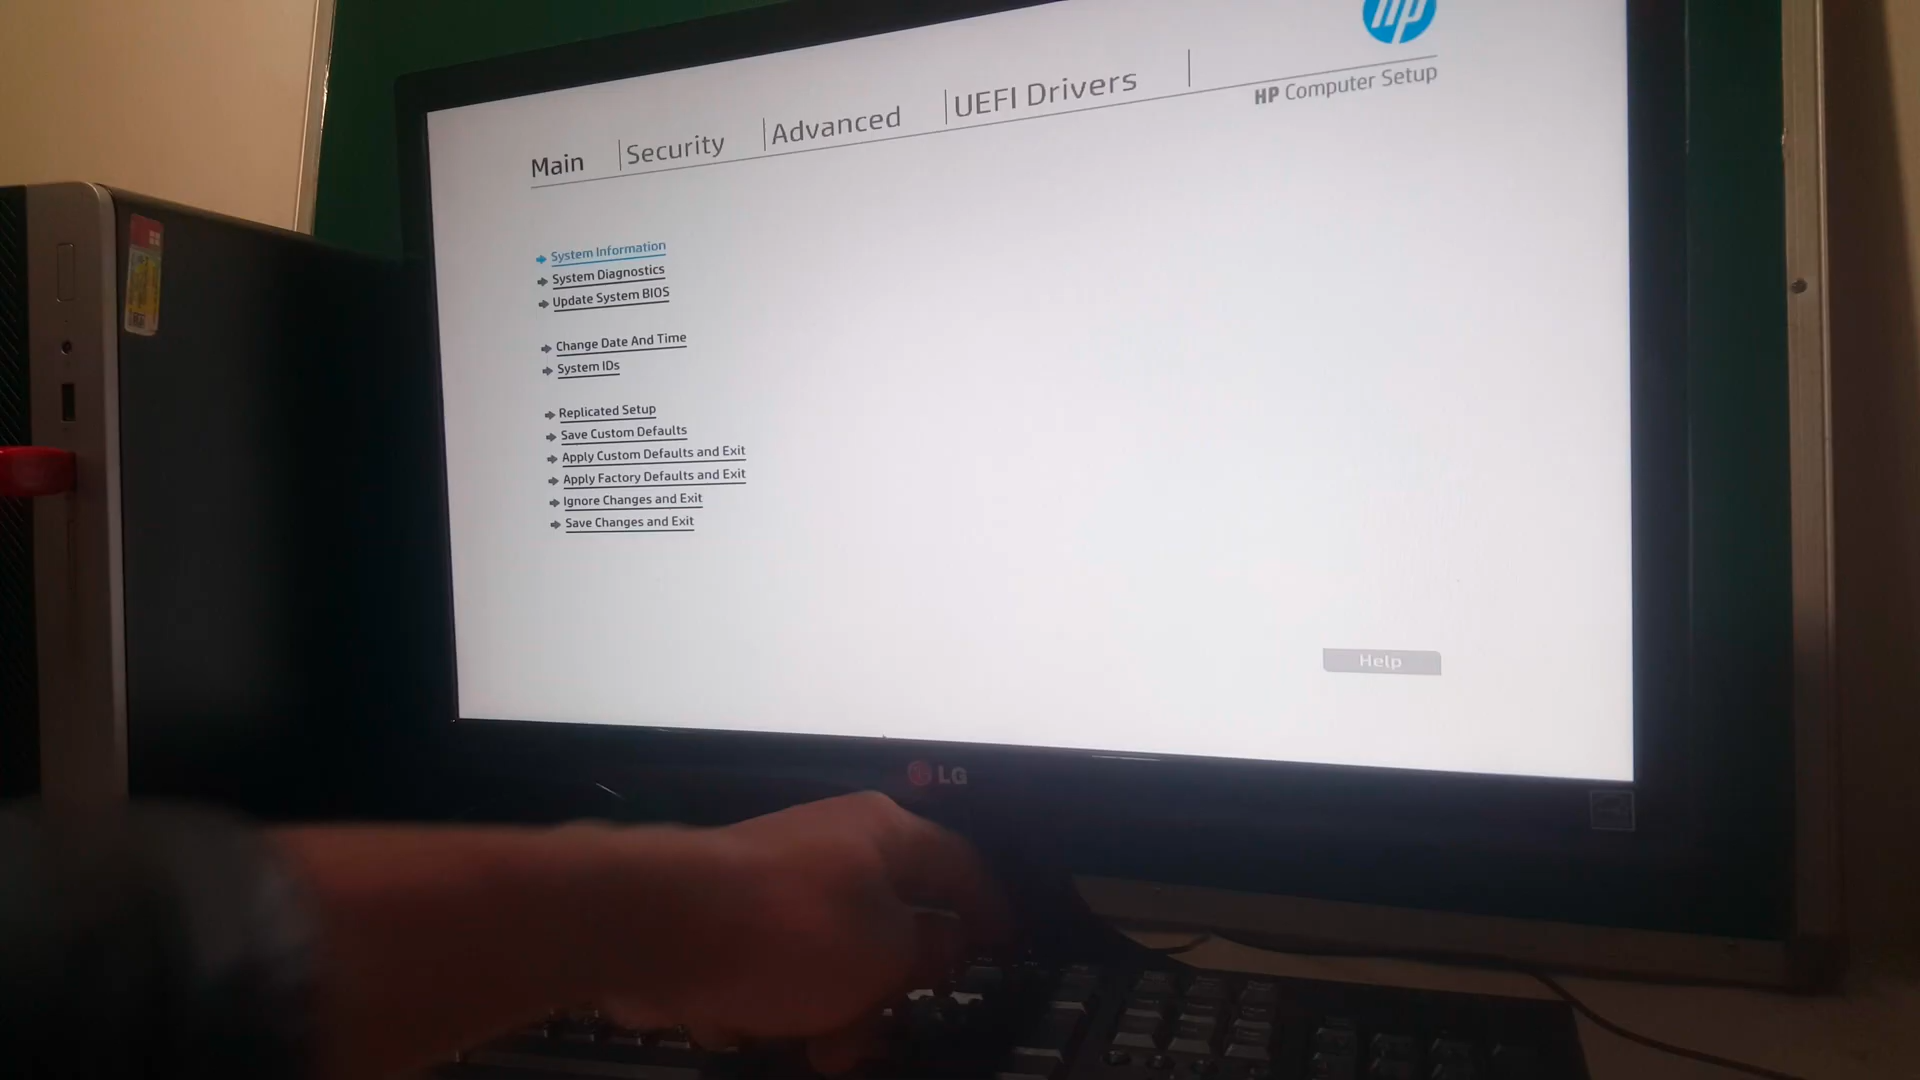 hp
HP Computer Setup
Main
Security
Advanced
UEFI Drivers
System Information
System Diagnostics
Update System BIOS
Change Date And Time
System IDs
Replicated Setup
Save Custom Defaults
Apply Custom Defaults and Exit
Apply Factory Defaults and Exit
Ignore Changes and Exit
Save Changes and Exit
Help
LG